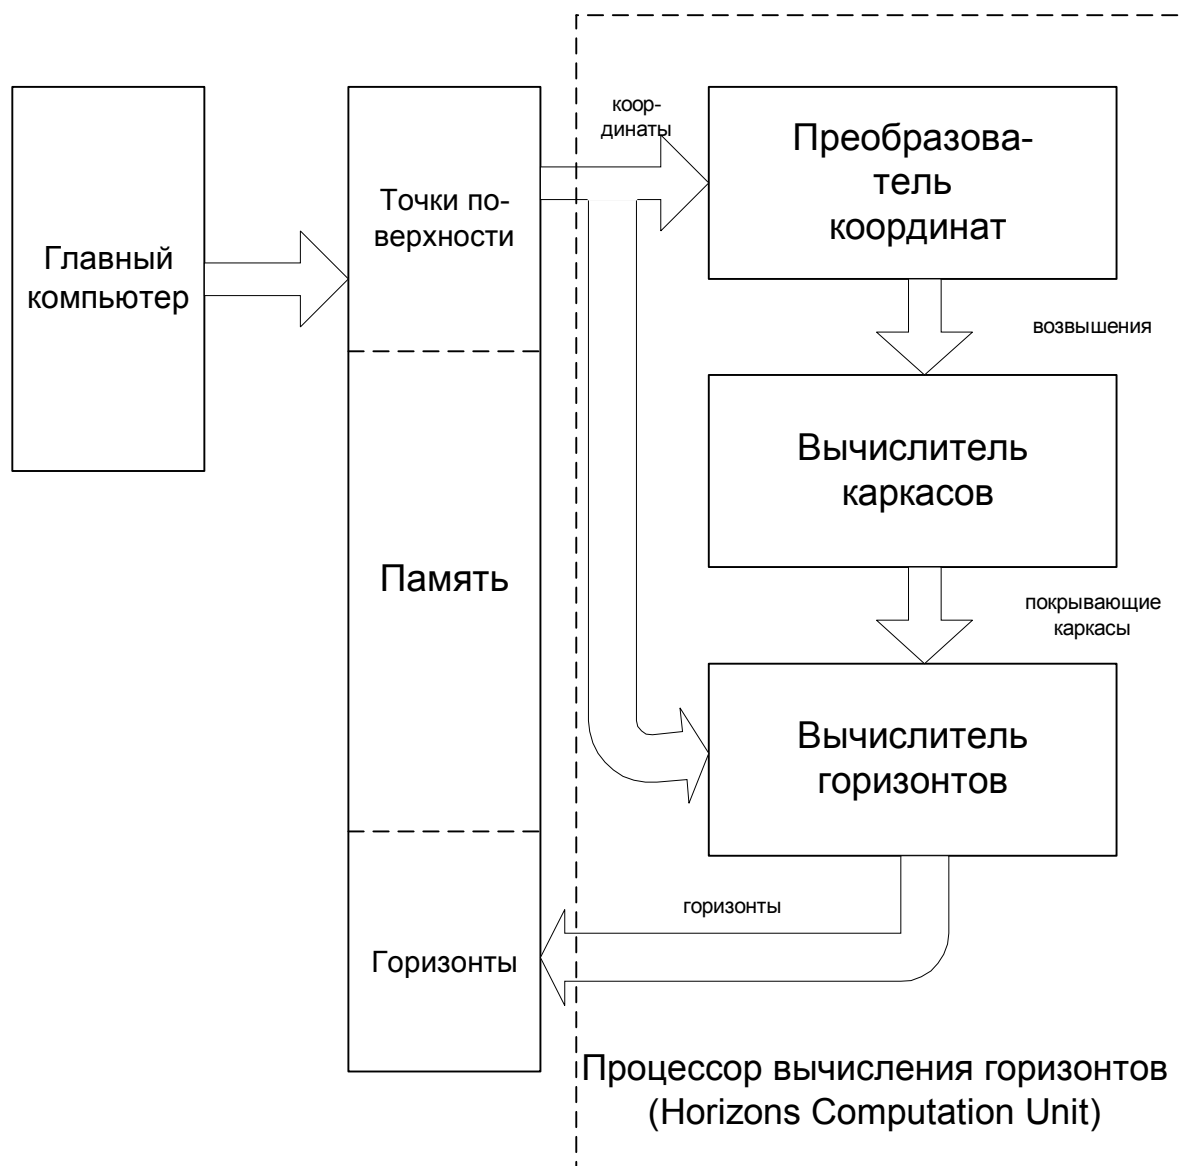 Главный
компьютер
Точки по-
верхности
Память
Горизонты
коор-
динаты
Преобразова-
тель
координат
возвышения
Вычислитель
каркасов
покрывающие
каркасы
Вычислитель
горизонтов
горизонты
Процессор вычисления горизонтов
(Horizons Computation Unit)